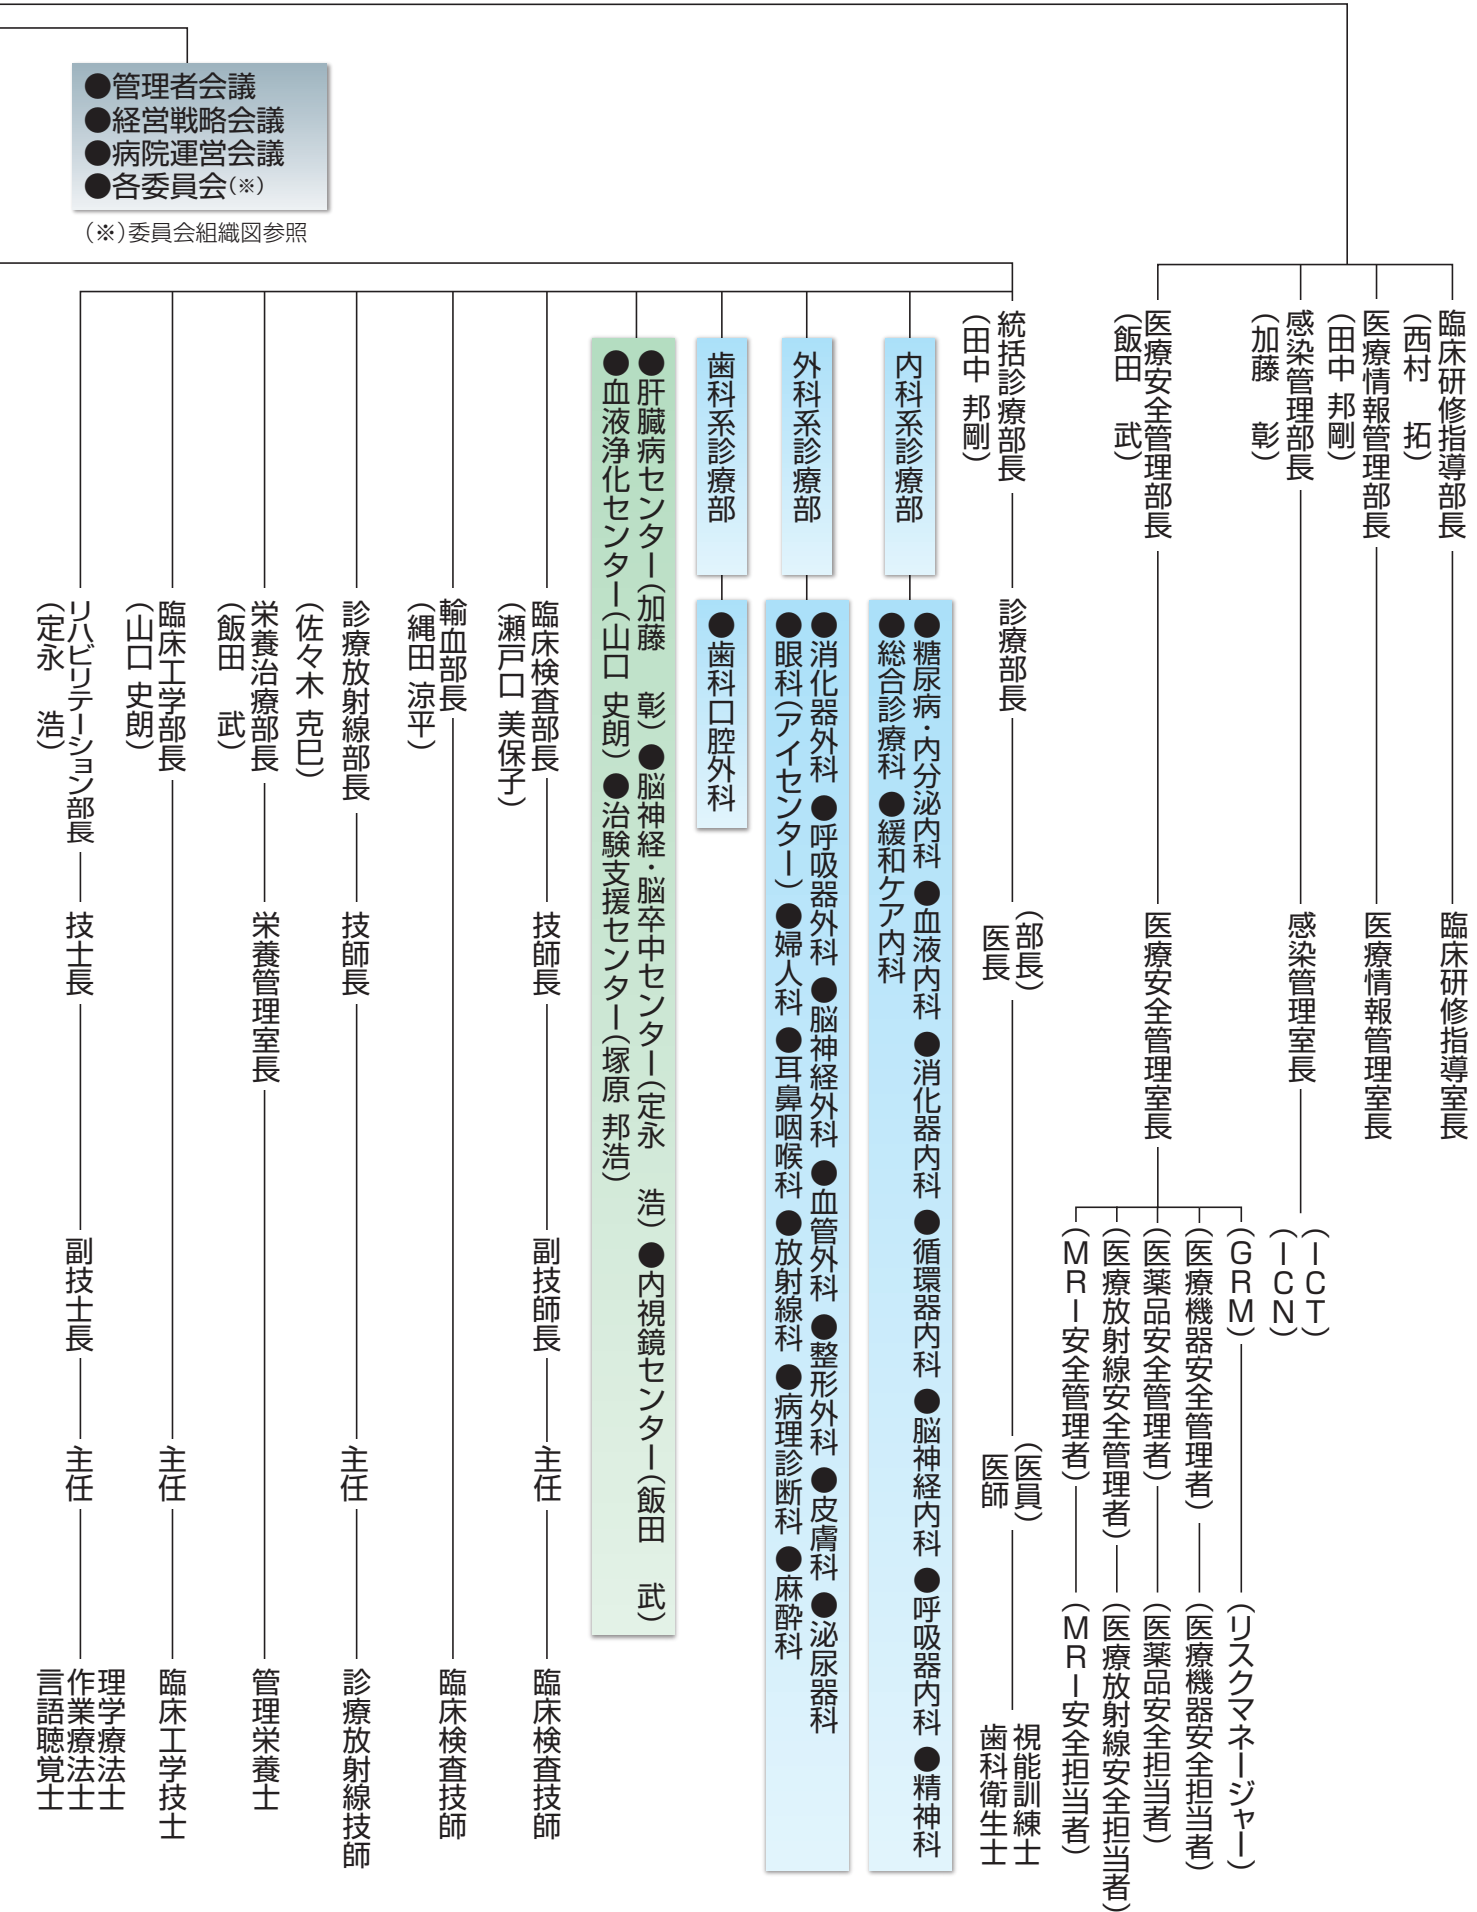 ●管理者会議
●経営戦略会議
●病院運営会議
●各委員会(※)
(※)委員会組織図参照
臨床研修指導部長
(西村　拓)
臨床研修指導室長
医療情報管理部長
(田中 邦剛)
医療情報管理室長
感染管理部長
(加藤　彰)
感染管理室長
(ICT)
(ICN)
医療安全管理部長
(飯田　武)
医療安全管理室長
(GRM)
(リスクマネージャー)
(医療機器安全管理者)
(医療機器安全担当者)
(医薬品安全管理者)
(医薬品安全担当者)
(医療放射線安全管理者)
(医療放射線安全担当者)
(MRI安全管理者)
(MRI安全担当者)
統括診療部長
(田中 邦剛)
診療部長
(部長)
医長
(医員)
医師
視能訓練士
歯科衛生士
内科系診療部
●糖尿病・内分泌内科 ●血液内科 ●消化器内科 ●循環器内科 ●脳神経内科 ●呼吸器内科 ●精神科
●総合診療科 ●緩和ケア内科
外科系診療部
●消化器外科 ●呼吸器外科 ●脳神経外科 ●血管外科 ●整形外科 ●皮膚科 ●泌尿器科
●眼科(アイセンター) ●婦人科 ●耳鼻咽喉科 ●放射線科 ●病理診断科 ●麻酔科
歯科系診療部
●歯科口腔外科
●肝臓病センター(加藤　彰) ●脳神経・脳卒中センター(定永　浩) ●内視鏡センター(飯田　武)
●血液浄化センター(山口 史朗) ●治験支援センター(塚原 邦浩)
臨床検査部長
(瀬戸口 美保子)
技師長
副技師長
主任
臨床検査技師
輸血部長
(縄田 涼平)
臨床検査技師
診療放射線部長
(佐々木 克巳)
技師長
主任
診療放射線技師
栄養治療部長
(飯田　武)
栄養管理室長
管理栄養士
臨床工学部長
(山口 史朗)
主任
臨床工学技士
リハビリテーション部長
(定永　浩)
技士長
副技士長
主任
理学療法士
作業療法士
言語聴覚士